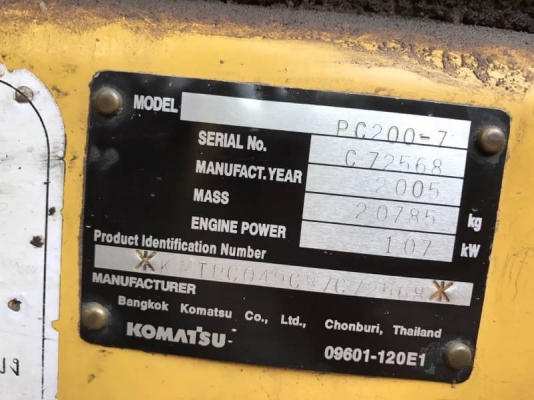 MODEL PC200-7
SERIAL No. C72568
MANUFACT.YEAR 2005
MASS 20785 kg
ENGINE POWER 107 kW
Product Identification Number
MANUFACTURER
Bangkok Komatsu Co., Ltd., Chonburi, Thailand
KOMATSU 09601-120E1